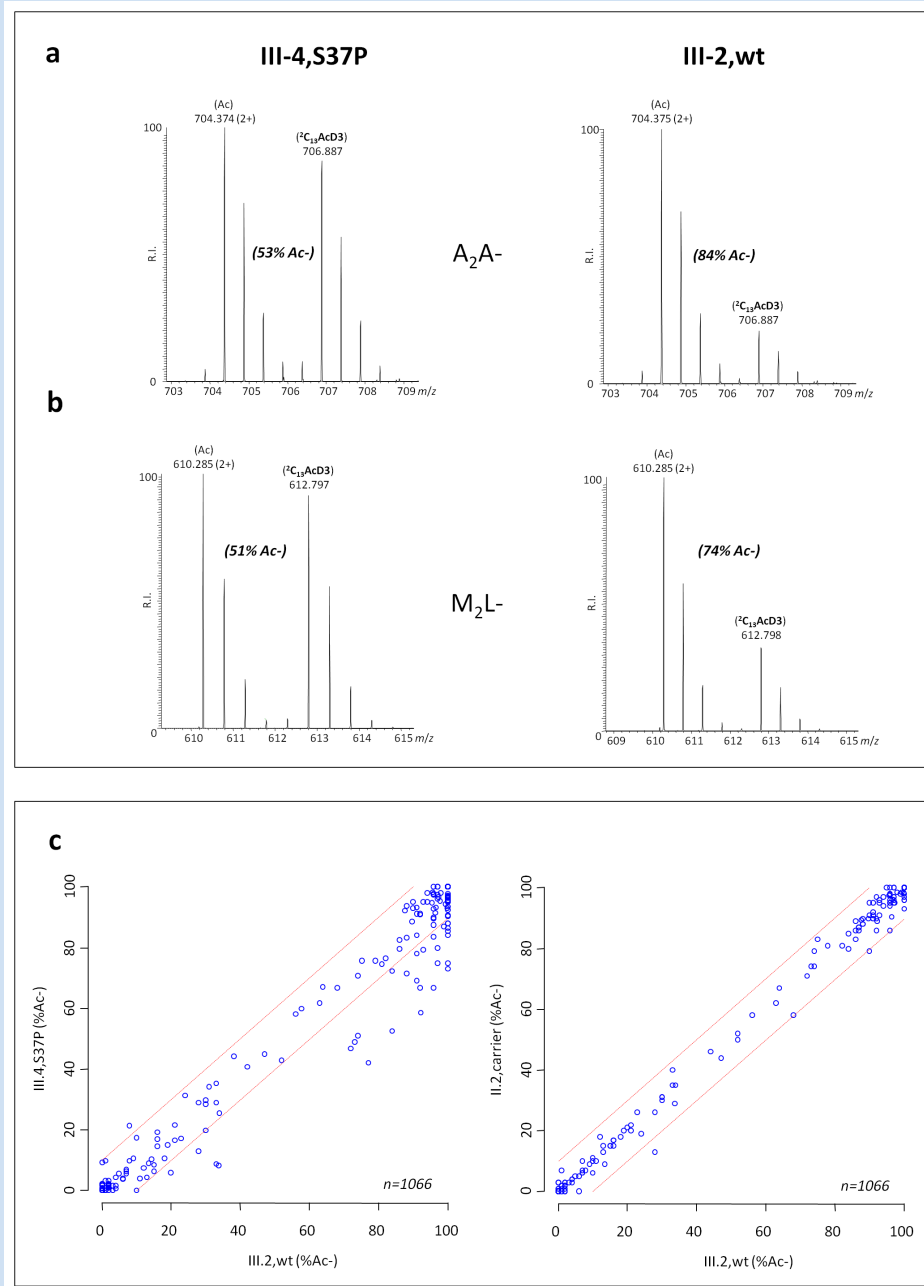 a
III-4,S37P
III-2,wt
(Ac)
704.374 (2+)
(²C₁₃AcD3)
706.887
(53% Ac-)
100
R.I.
0
703 704 705 706 707 708 709 m/z
A₂A-
(Ac)
704.375 (2+)
(84% Ac-)
(²C₁₃AcD3)
706.887
100
R.I.
0
703 704 705 706 707 708 709 m/z
b
(Ac)
610.285 (2+)
(²C₁₃AcD3)
612.797
(51% Ac-)
100
R.I.
0
610 611 612 613 614 615 m/z
M₂L-
(Ac)
610.285 (2+)
(74% Ac-)
(²C₁₃AcD3)
612.798
100
R.I.
0
609 610 611 612 613 614 615 m/z
c
III.4,S37P (%Ac-)
100
80
60
40
20
0
n=1066
0 20 40 60 80 100
III.2,wt (%Ac-)
II.2,carrier (%Ac-)
100
80
60
40
20
0
n=1066
0 20 40 60 80 100
III.2,wt (%Ac-)